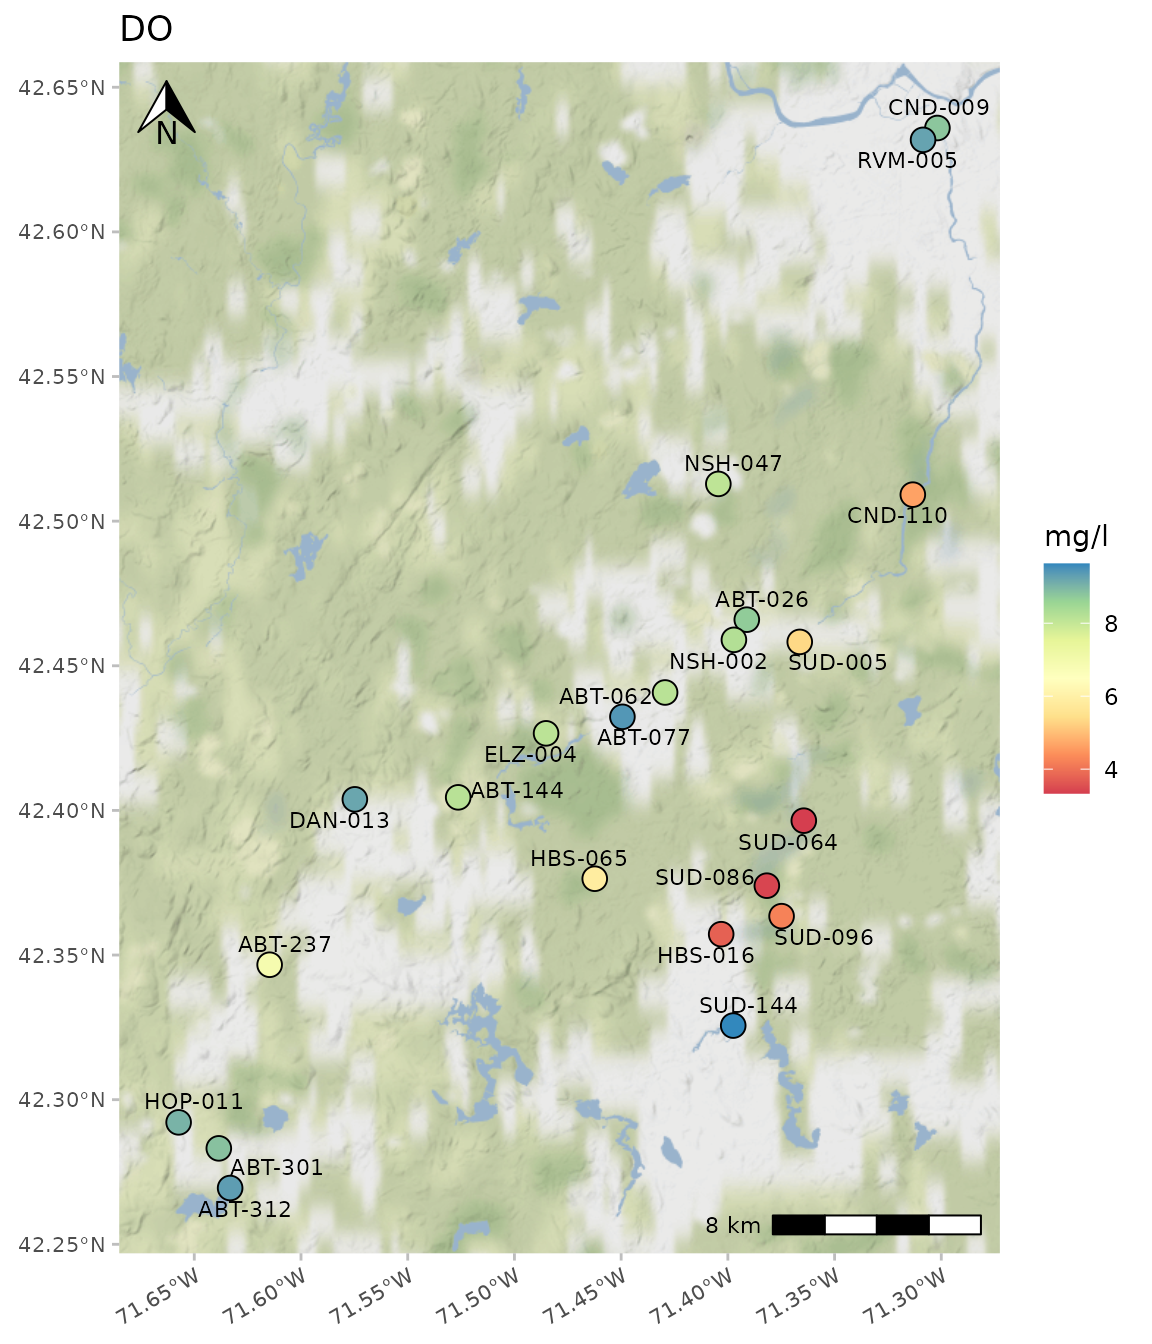 DO
42.65°N
N
CND-009
RVM-005
42.60°N
42.55°N
NSH-047
42.50°N
CND-110
mg/l
ABT-026
8
NSH-002
SUD-005
42.45°N
ABT-062
6
ABT-077
ELZ-004
4
ABT-144
42.40°N
DAN-013
SUD-064
HBS-065
SUD-086
SUD-096
ABT-237
42.35°N
HBS-016
SUD-144
42.30°N
HOP-011
ABT-301
ABT-312
8 km
42.25°N
71.65°W
71.60°W
71.55°W
71.50°W
71.45°W
71.40°W
71.35°W
71.30°W